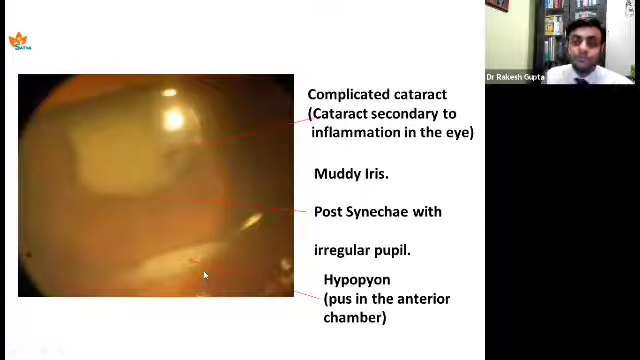 Complicated cataract
(Cataract secondary to
inflammation in the eye)
Muddy Iris.
Post Synechae with
irregular pupil.
Hypopyon
(pus in the anterior
chamber)
Dr Rakesh Gupta